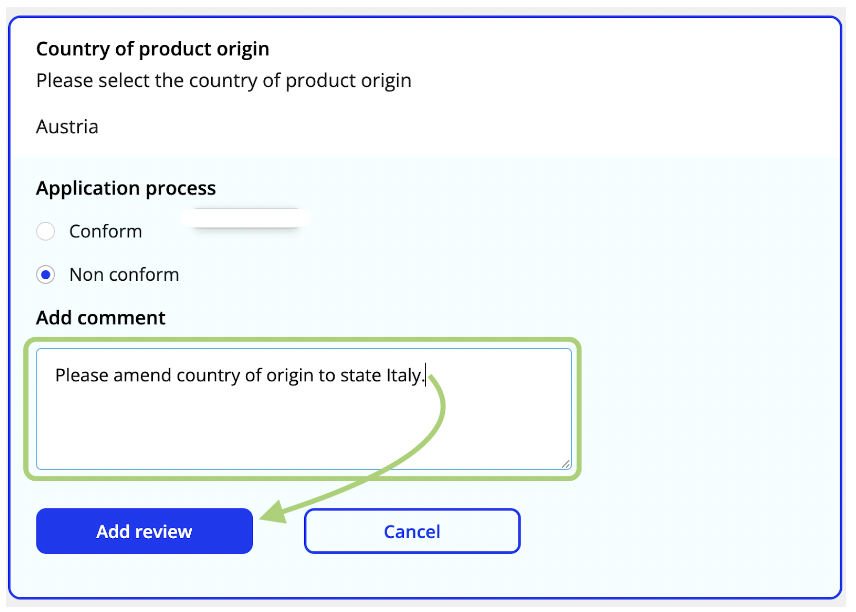 Country of product origin
Please select the country of product origin
Austria
Application process
Conform
Non conform
Add comment
Please amend country of origin to state Italy.
Add review
Cancel